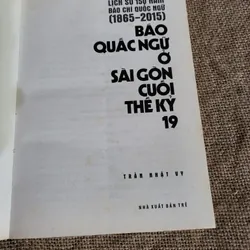 LỊCH SỬ 150 NĂM
BÁO CHÍ QUỐC NGỮ
(1865-2015)
BÁO
QUẤC NGỮ
Ở
SÀI GÒN
CUỐI
THẾ KỶ
19
TRẦN NHẬT VY
NHÀ XUẤT BẢN TRẺ